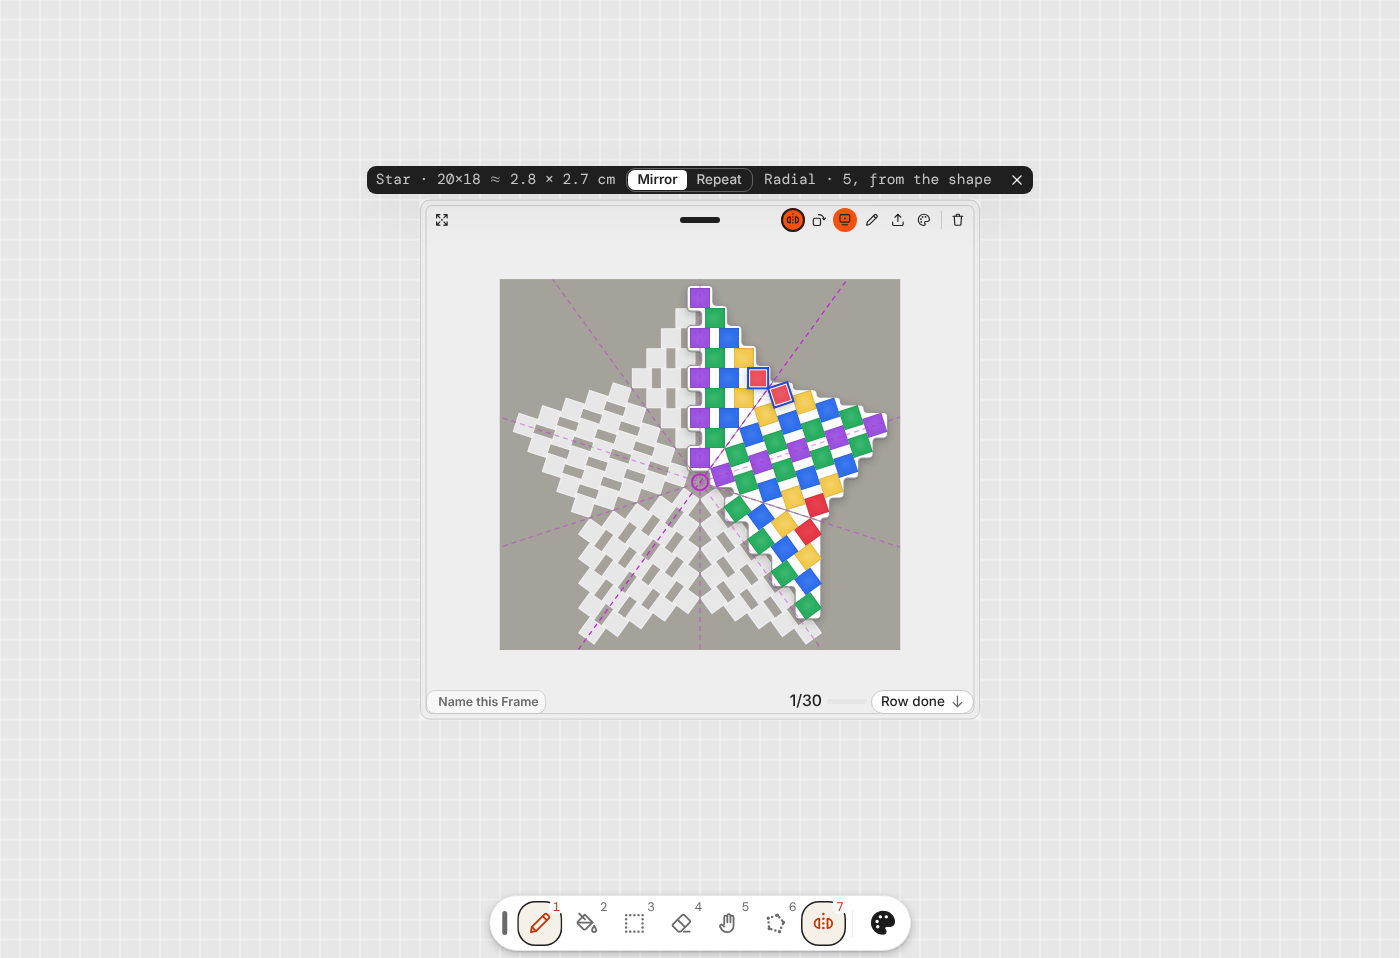 Star · 20×18 ≈ 2.8 × 2.7 cm Mirror Repeat Radial · 5, from the shape
Name this Frame 1/30 Row done
1 2 3 4 5 6 7